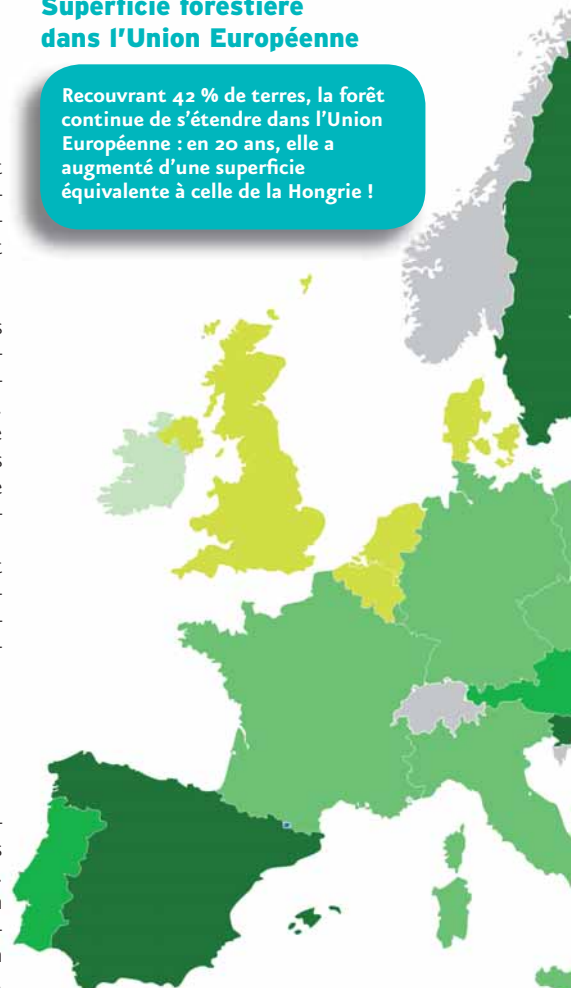 Superficie forestière
dans l'Union Européenne
Recouvrant 42 % de terres, la forêt
continue de s'étendre dans l'Union
Européenne : en 20 ans, elle a
augmenté d'une superficie
équivalente à celle de la Hongrie !